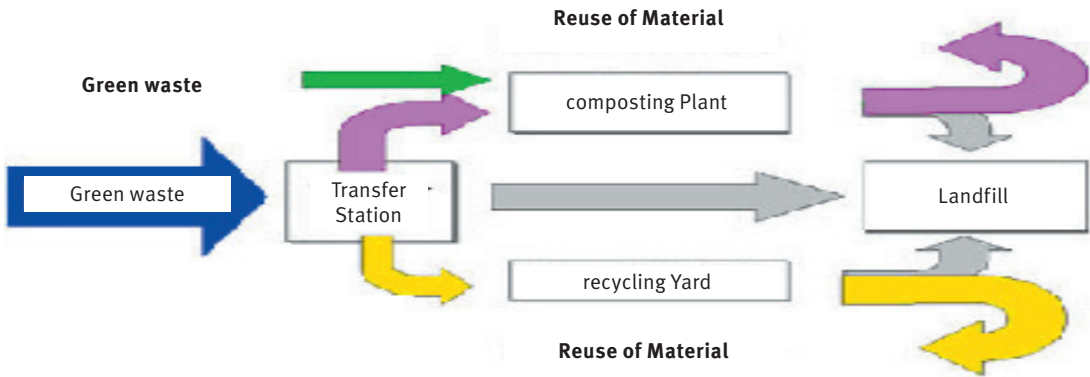 Reuse of Material
Green waste
composting Plant
Green waste
Transfer
Station
Landfill
recycling Yard
Reuse of Material